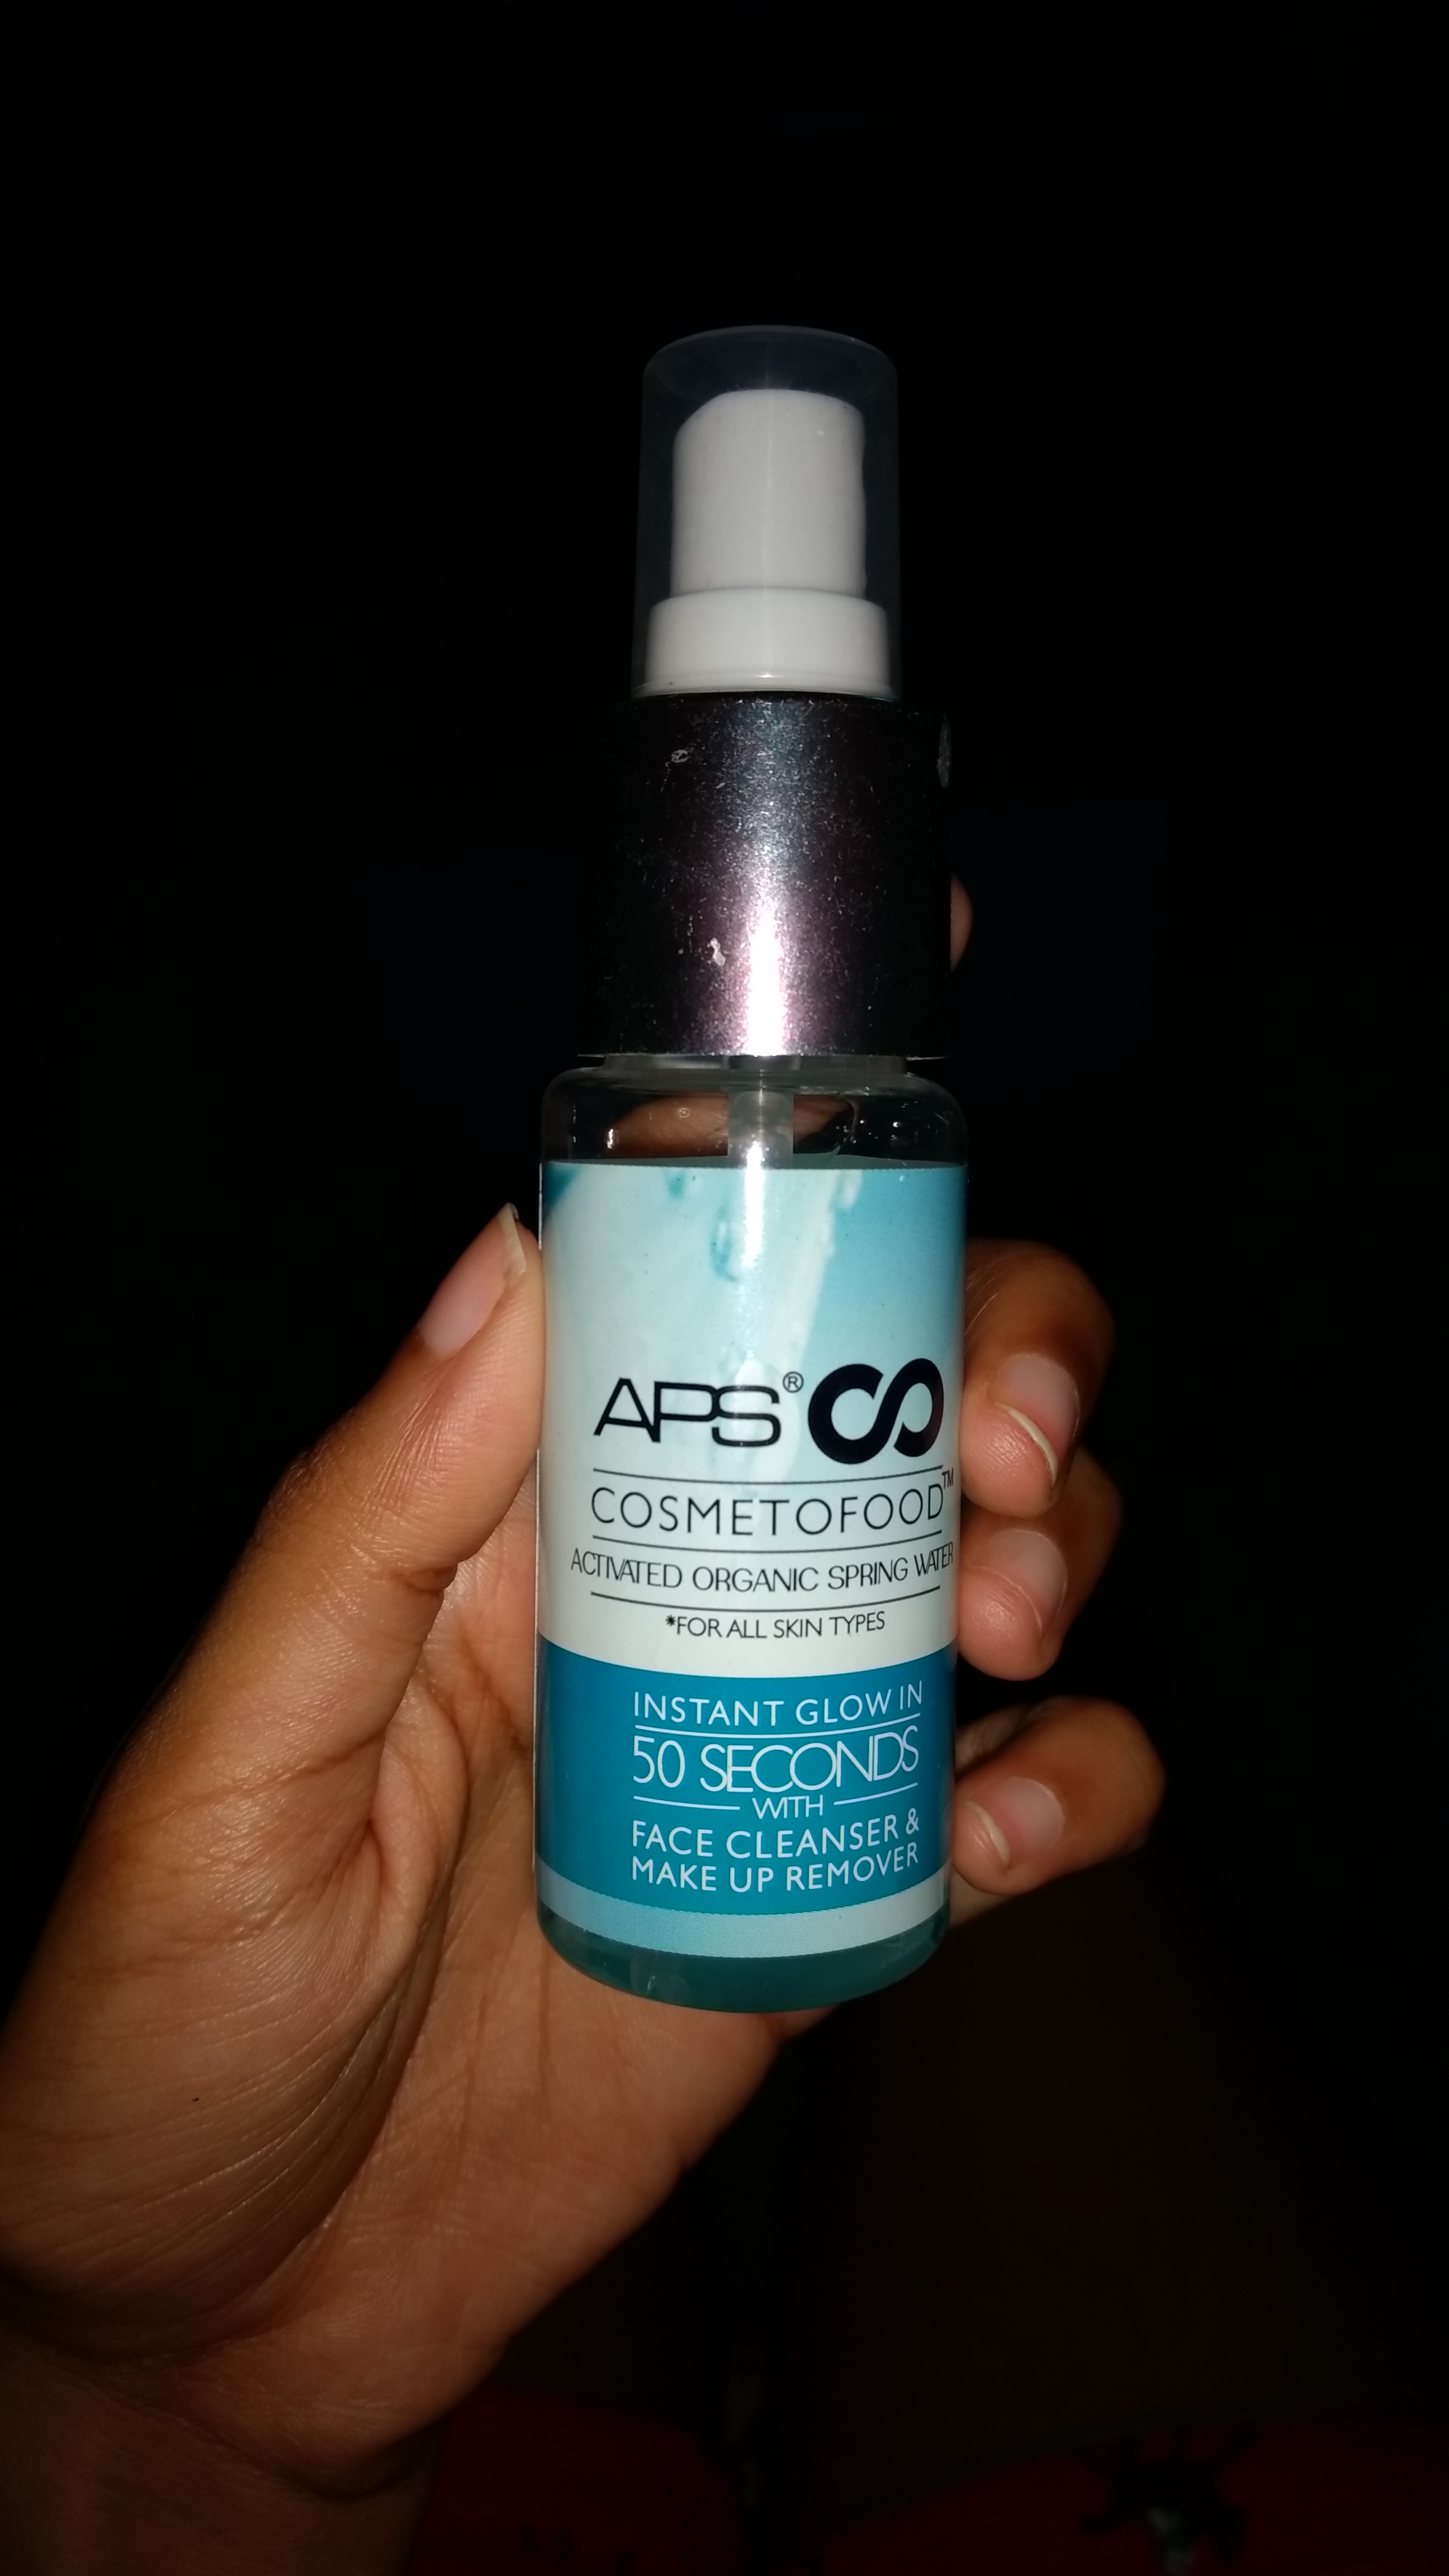 APS®
COSMETOFOOD™
ACTIVATED ORGANIC SPRING WATER
*FOR ALL SKIN TYPES
INSTANT GLOW IN
50 SECONDS
WITH
FACE CLEANSER &
MAKE UP REMOVER